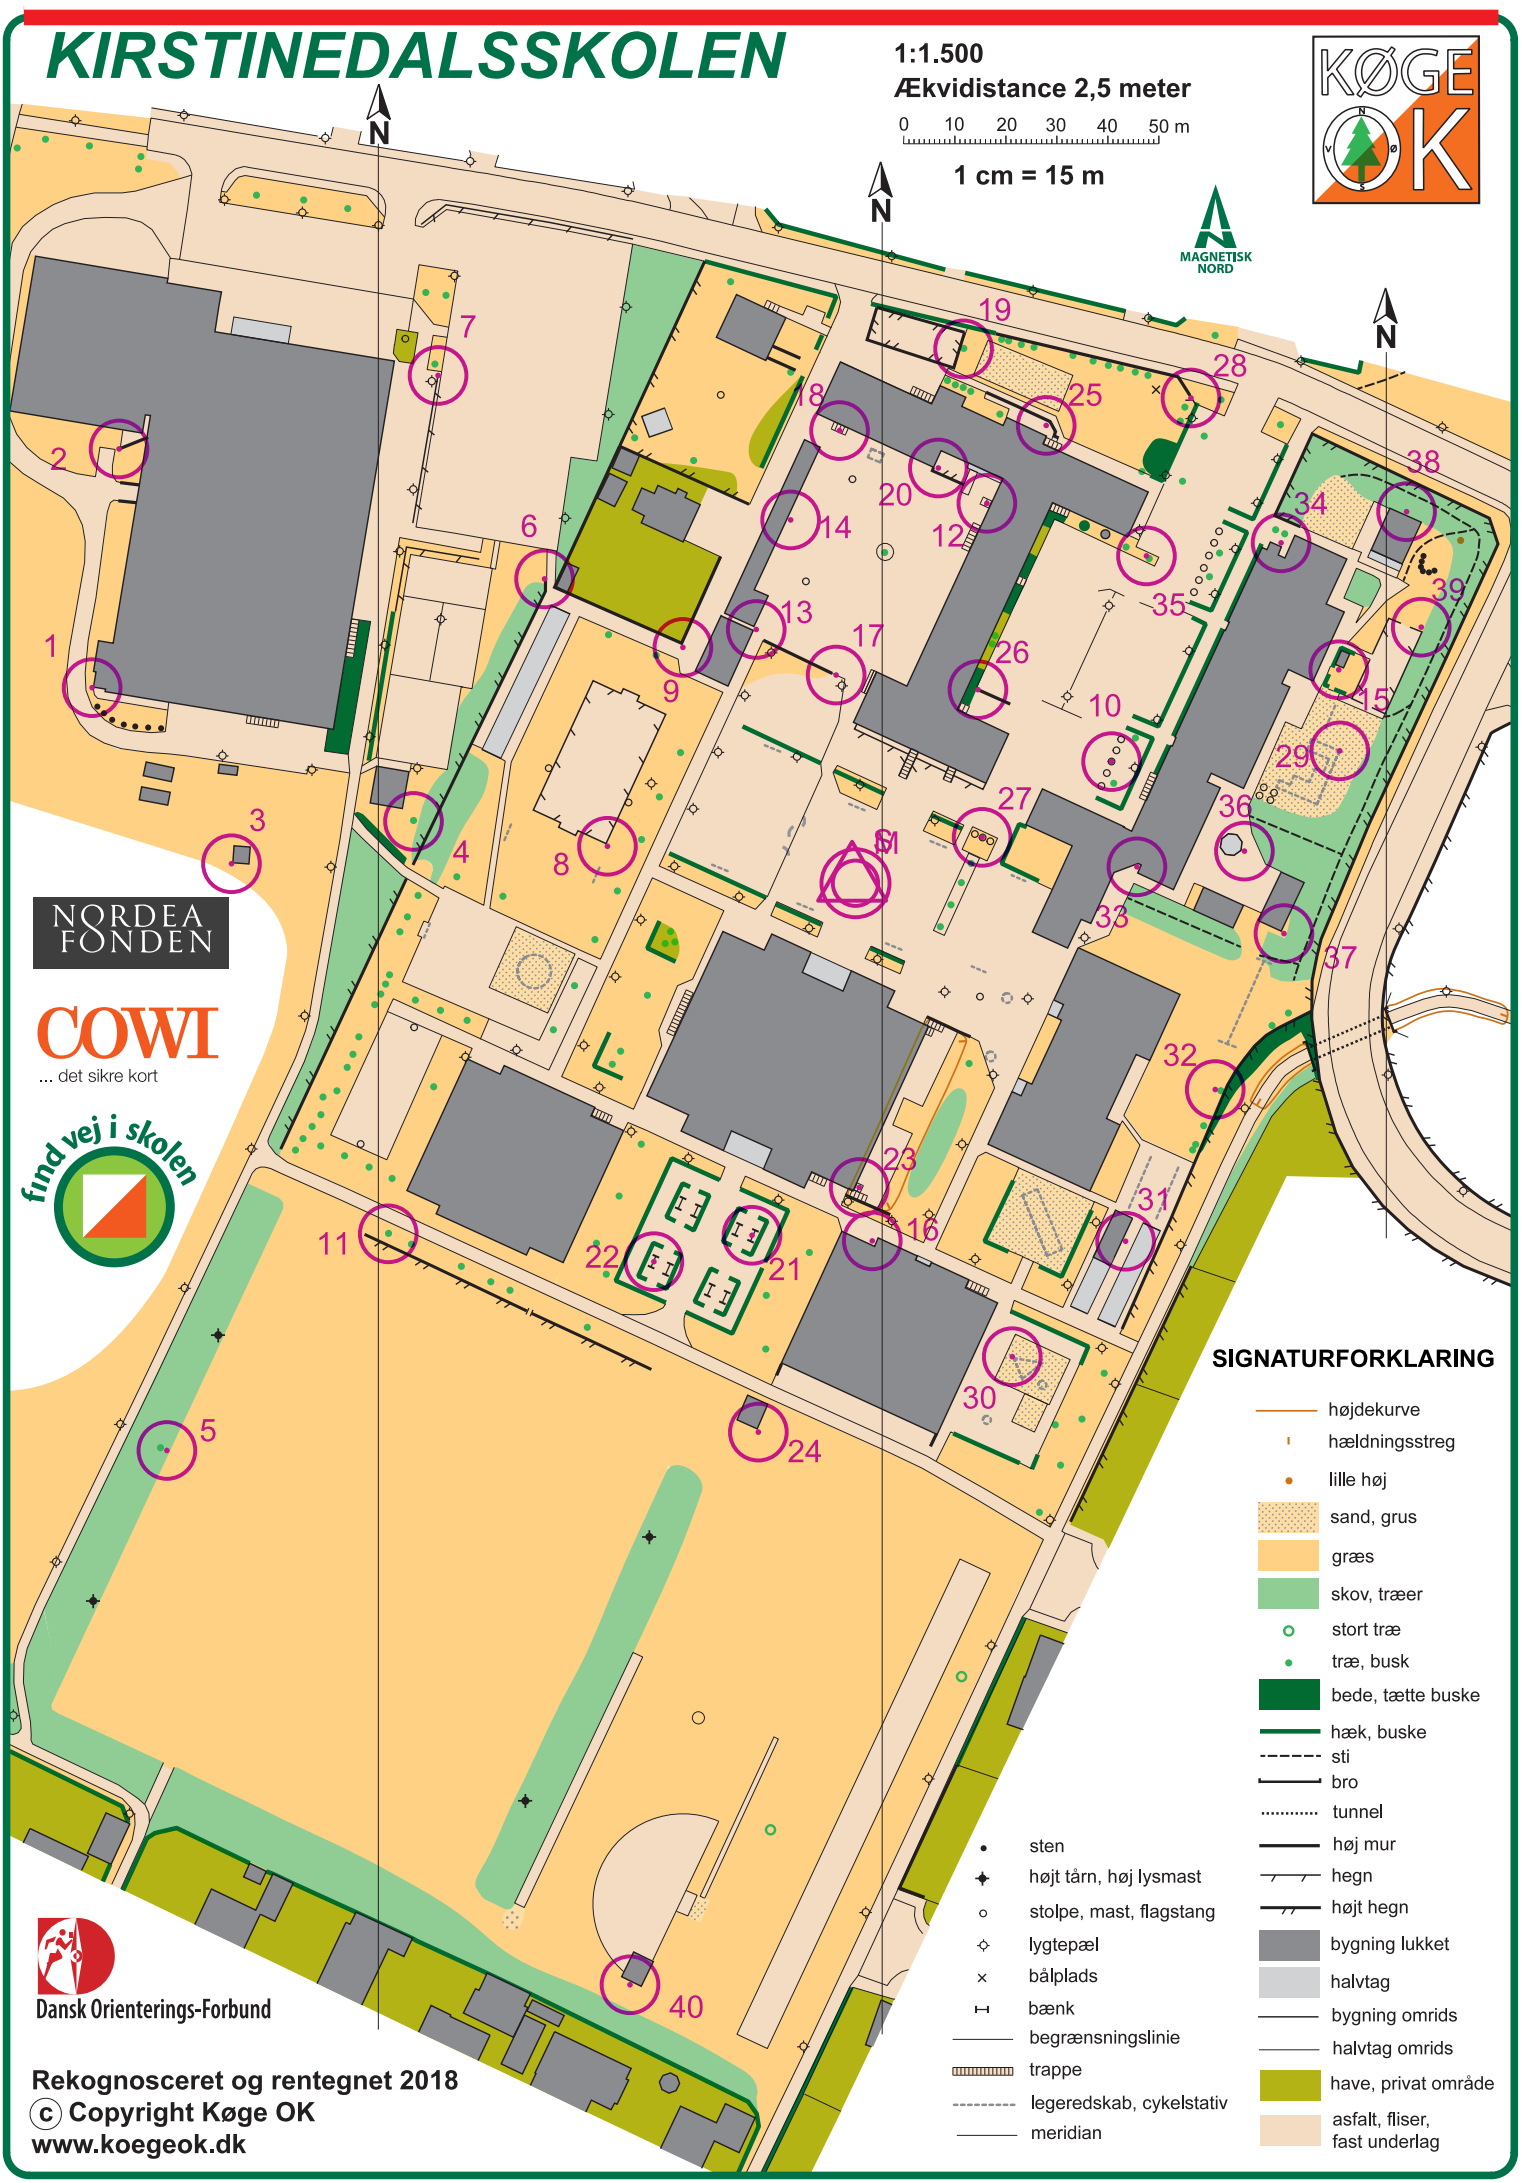 KIRSTINEDALSSKOLEN
1:1.500
Ækvidistance 2,5 meter
0 10 20 30 40 50 m
1 cm = 15 m
KØGE
OK
N
V Ø
S
MAGNETISK
NORD
N
N
N
7
19
28
18
25
2
38
20
34
12
14
6
39
35
13
17
1
26
9
15
10
29
27
36
3
S
M
4
8
33
37
32
23
31
16
11
22
21
30
5
24
40
NORDEA
FONDEN
COWI
... det sikre kort
find vej i skolen
Dansk Orienterings-Forbund
Rekognosceret og rentegnet 2018
© Copyright Køge OK
www.koegeok.dk
SIGNATURFORKLARING
højdekurve
hældningsstreg
lille høj
sand, grus
græs
skov, træer
stort træ
træ, busk
bede, tætte buske
hæk, buske
sti
bro
tunnel
høj mur
hegn
højt hegn
bygning lukket
halvtag
bygning omrids
halvtag omrids
have, privat område
asfalt, fliser,
fast underlag
sten
højt tårn, høj lysmast
stolpe, mast, flagstang
lygtepæl
bålplads
bænk
begrænsningslinie
trappe
legeredskab, cykelstativ
meridian